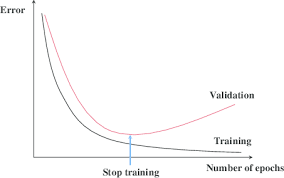 Error
Validation
Training
Number of epochs
Stop training